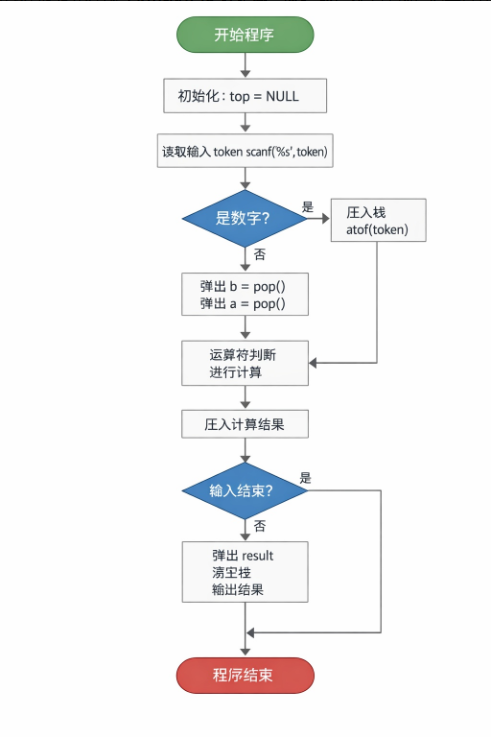 开始程序
初始化：top = NULL
读取输入 token scanf('%s', token)
是数字?
是
压入栈
atof(token)
否
弹出 b = pop()
弹出 a = pop()
运算符判断
进行计算
压入计算结果
输入结束?
是
否
弹出 result
清空栈
输出结果
程序结束